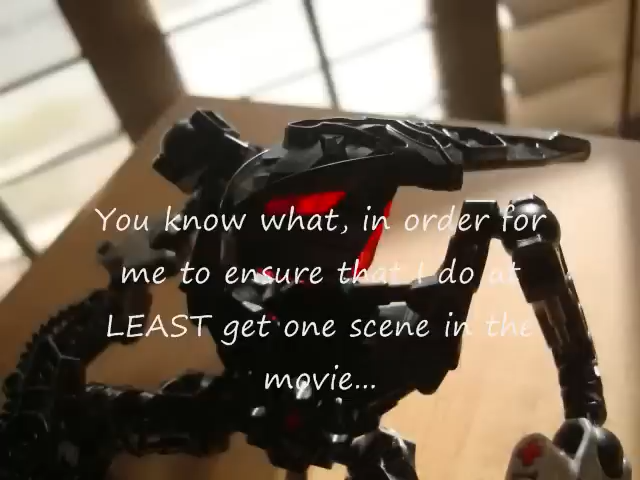 You know what, in order for
me to ensure that I do at
LEAST get one scene in the
movie...